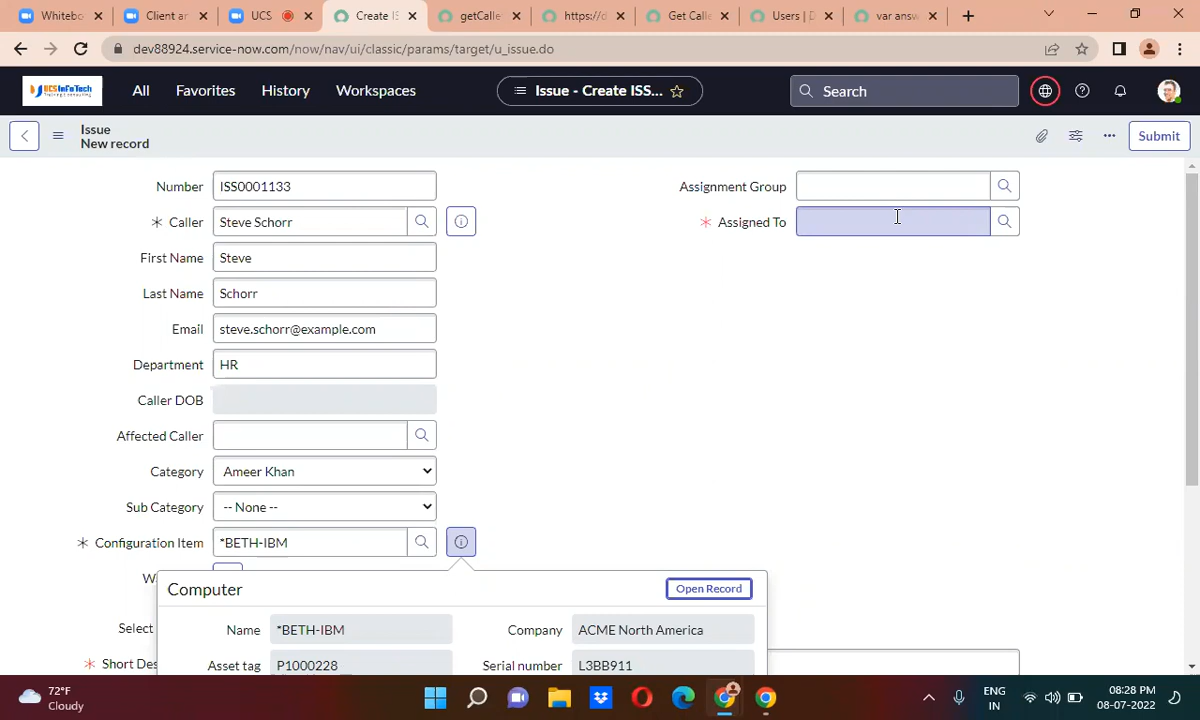 Whitebo
Client ar
UCS
Create IS
getCalle
https://d
Get Calle
Users | D
var answ
dev88924.service-now.com/now/nav/ui/classic/params/target/u_issue.do
UCS InfoTech
All
Favorites
History
Workspaces
Issue - Create ISS...
Search
Issue
New record
Submit
Number
ISS0001133
Assignment Group
Caller
Steve Schorr
Assigned To
First Name
Steve
Last Name
Schorr
Email
steve.schorr@example.com
Department
HR
Caller DOB
Affected Caller
Category
Ameer Khan
Sub Category
-- None --
Configuration Item
*BETH-IBM
W
Computer
Open Record
Select
Name
*BETH-IBM
Company
ACME North America
Short Des
Asset tag
P1000228
Serial number
L3BB911
72°F
Cloudy
ENG
IN
08:28 PM
08-07-2022